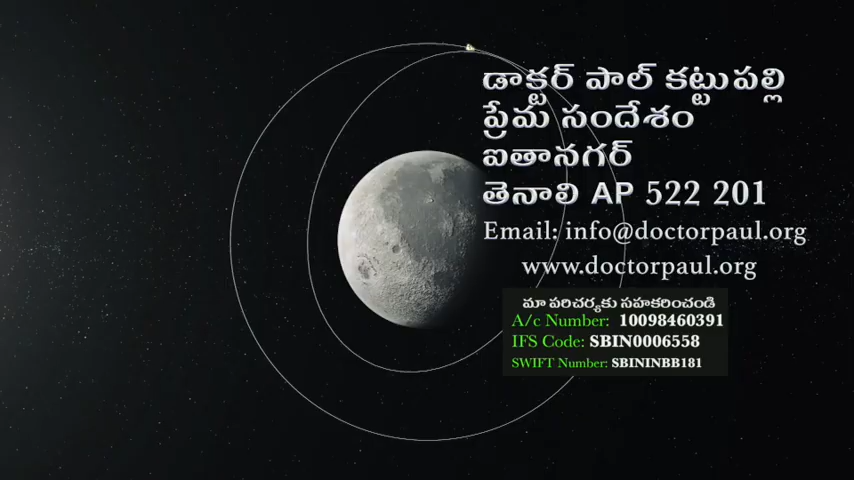 డాక్టర్ పాల్ కట్టుపల్లి
ప్రేమ సందేశం
ఐతానగర్
తెనాలి AP 522 201
Email: info@doctorpaul.org
www.doctorpaul.org
మా పరిచర్యకు సహకరించండి
A/c Number: 10098460391
IFS Code: SBIN0006558
SWIFT Number: SBININBB181